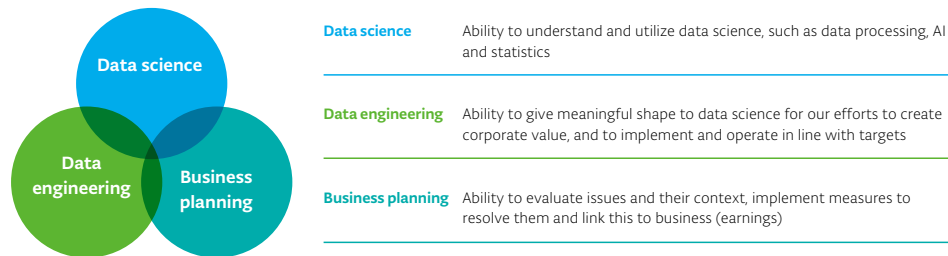 Data science
Data
engineering
Business
planning
Data science Ability to understand and utilize data science, such as data processing, AI
and statistics
Data engineering Ability to give meaningful shape to data science for our efforts to create
corporate value, and to implement and operate in line with targets
Business planning Ability to evaluate issues and their context, implement measures to
resolve them and link this to business (earnings)